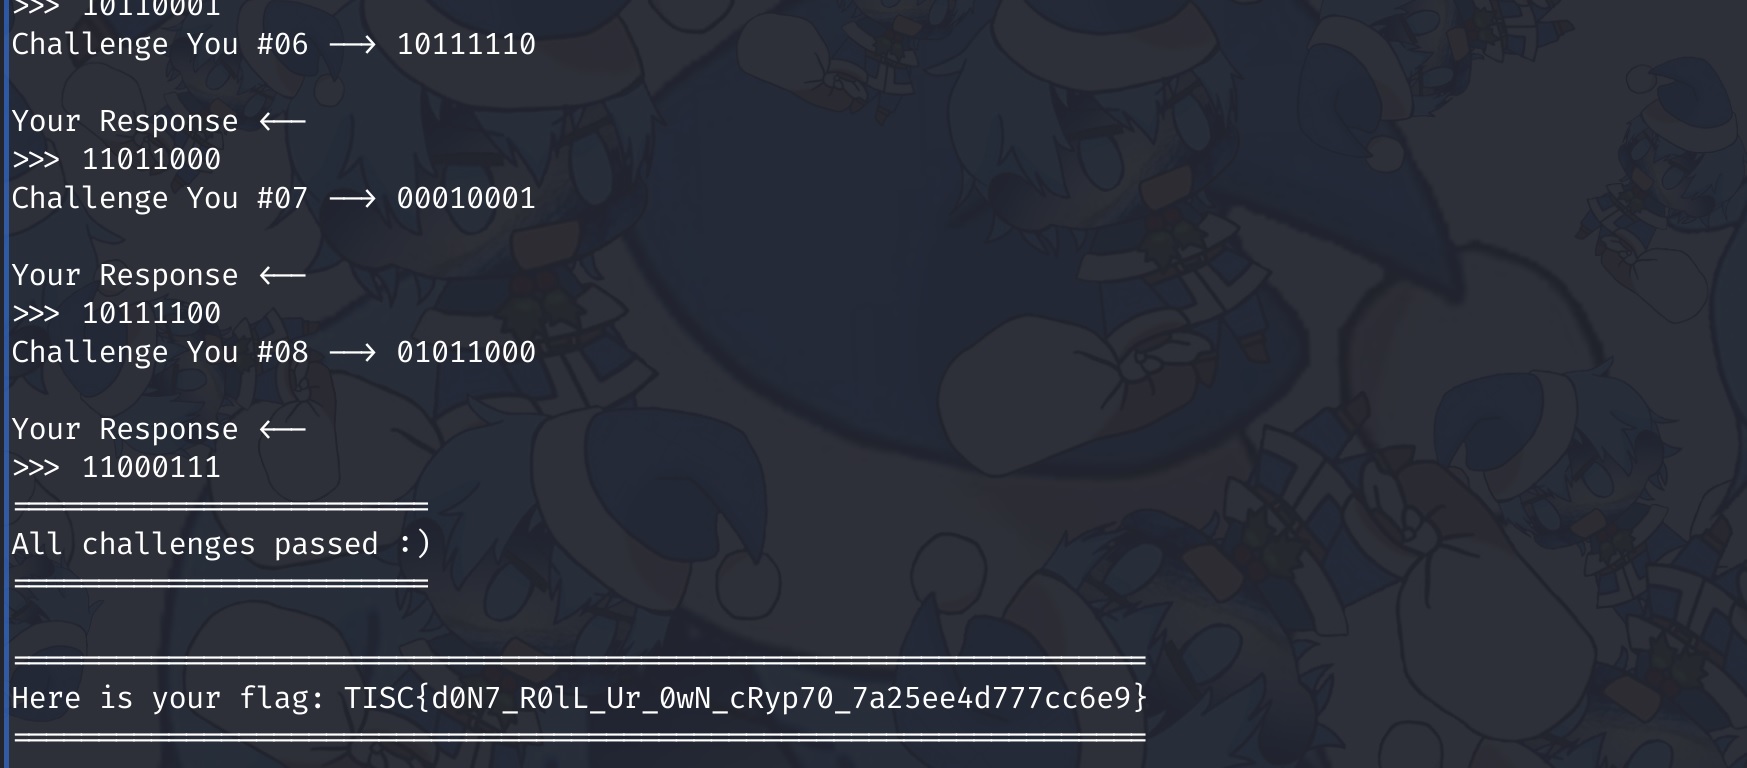 >>> 10110001
Challenge You #06 --> 10111110
Your Response <--
>>> 11011000
Challenge You #07 --> 00010001
Your Response <--
>>> 10111100
Challenge You #08 --> 01011000
Your Response <--
>>> 11000111
========================
All challenges passed :)
========================
=================================================================
Here is your flag: TISC{d0N7_R0lL_Ur_0wN_cRyp70_7a25ee4d777cc6e9}
=================================================================